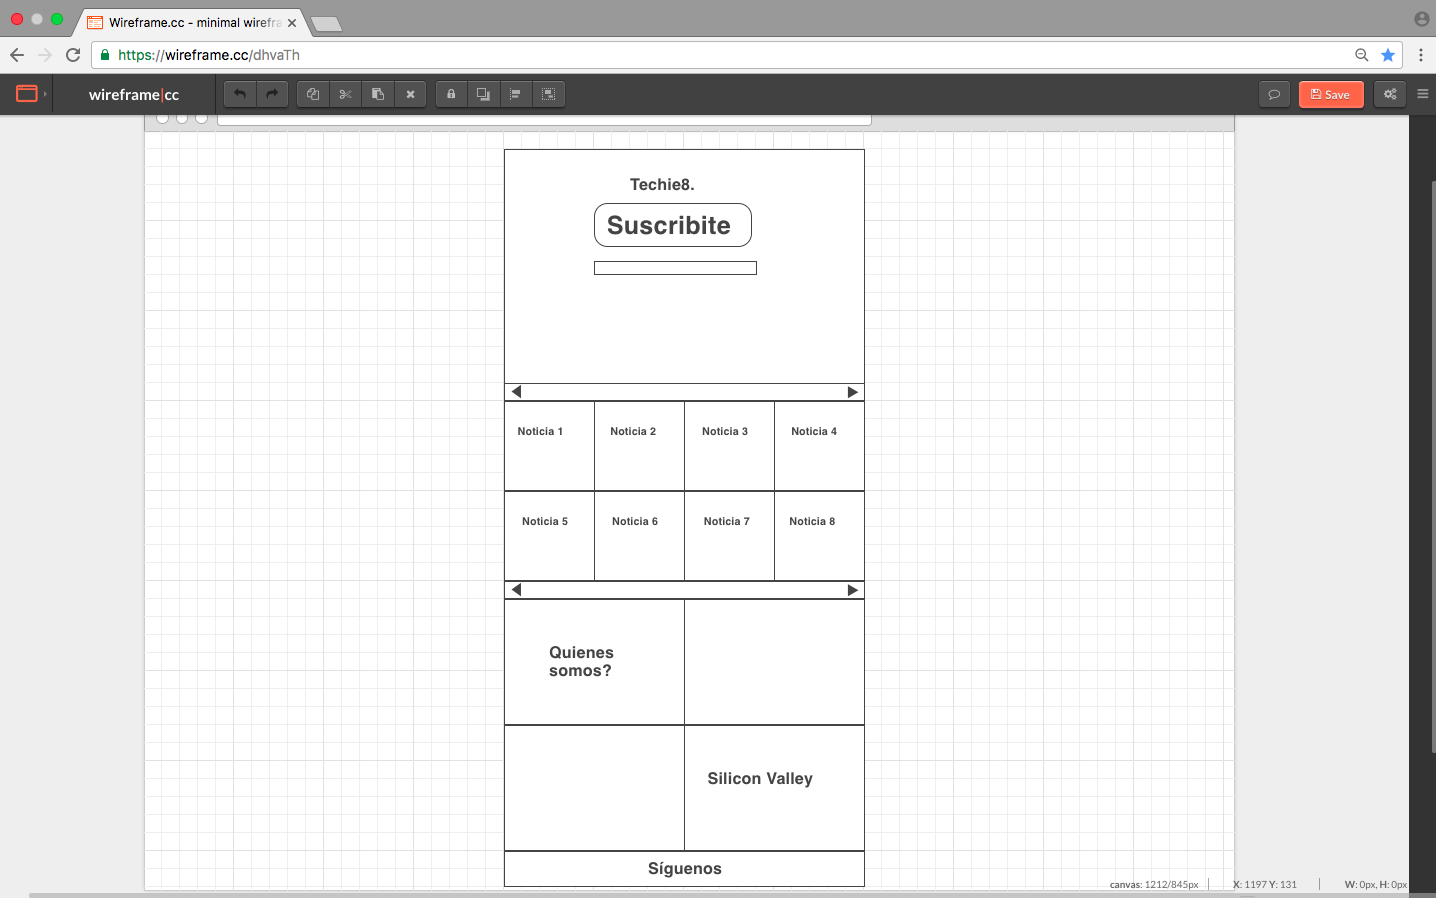 Wireframe.cc - minimal wirefra
https://wireframe.cc/dhvaTh
wireframe|cc
Save
Techie8.
Suscribite
Noticia 1
Noticia 2
Noticia 3
Noticia 4
Noticia 5
Noticia 6
Noticia 7
Noticia 8
Quienes
somos?
Silicon Valley
Síguenos
canvas: 1212/845px
X: 1197 Y: 131
W: 0px, H: 0px